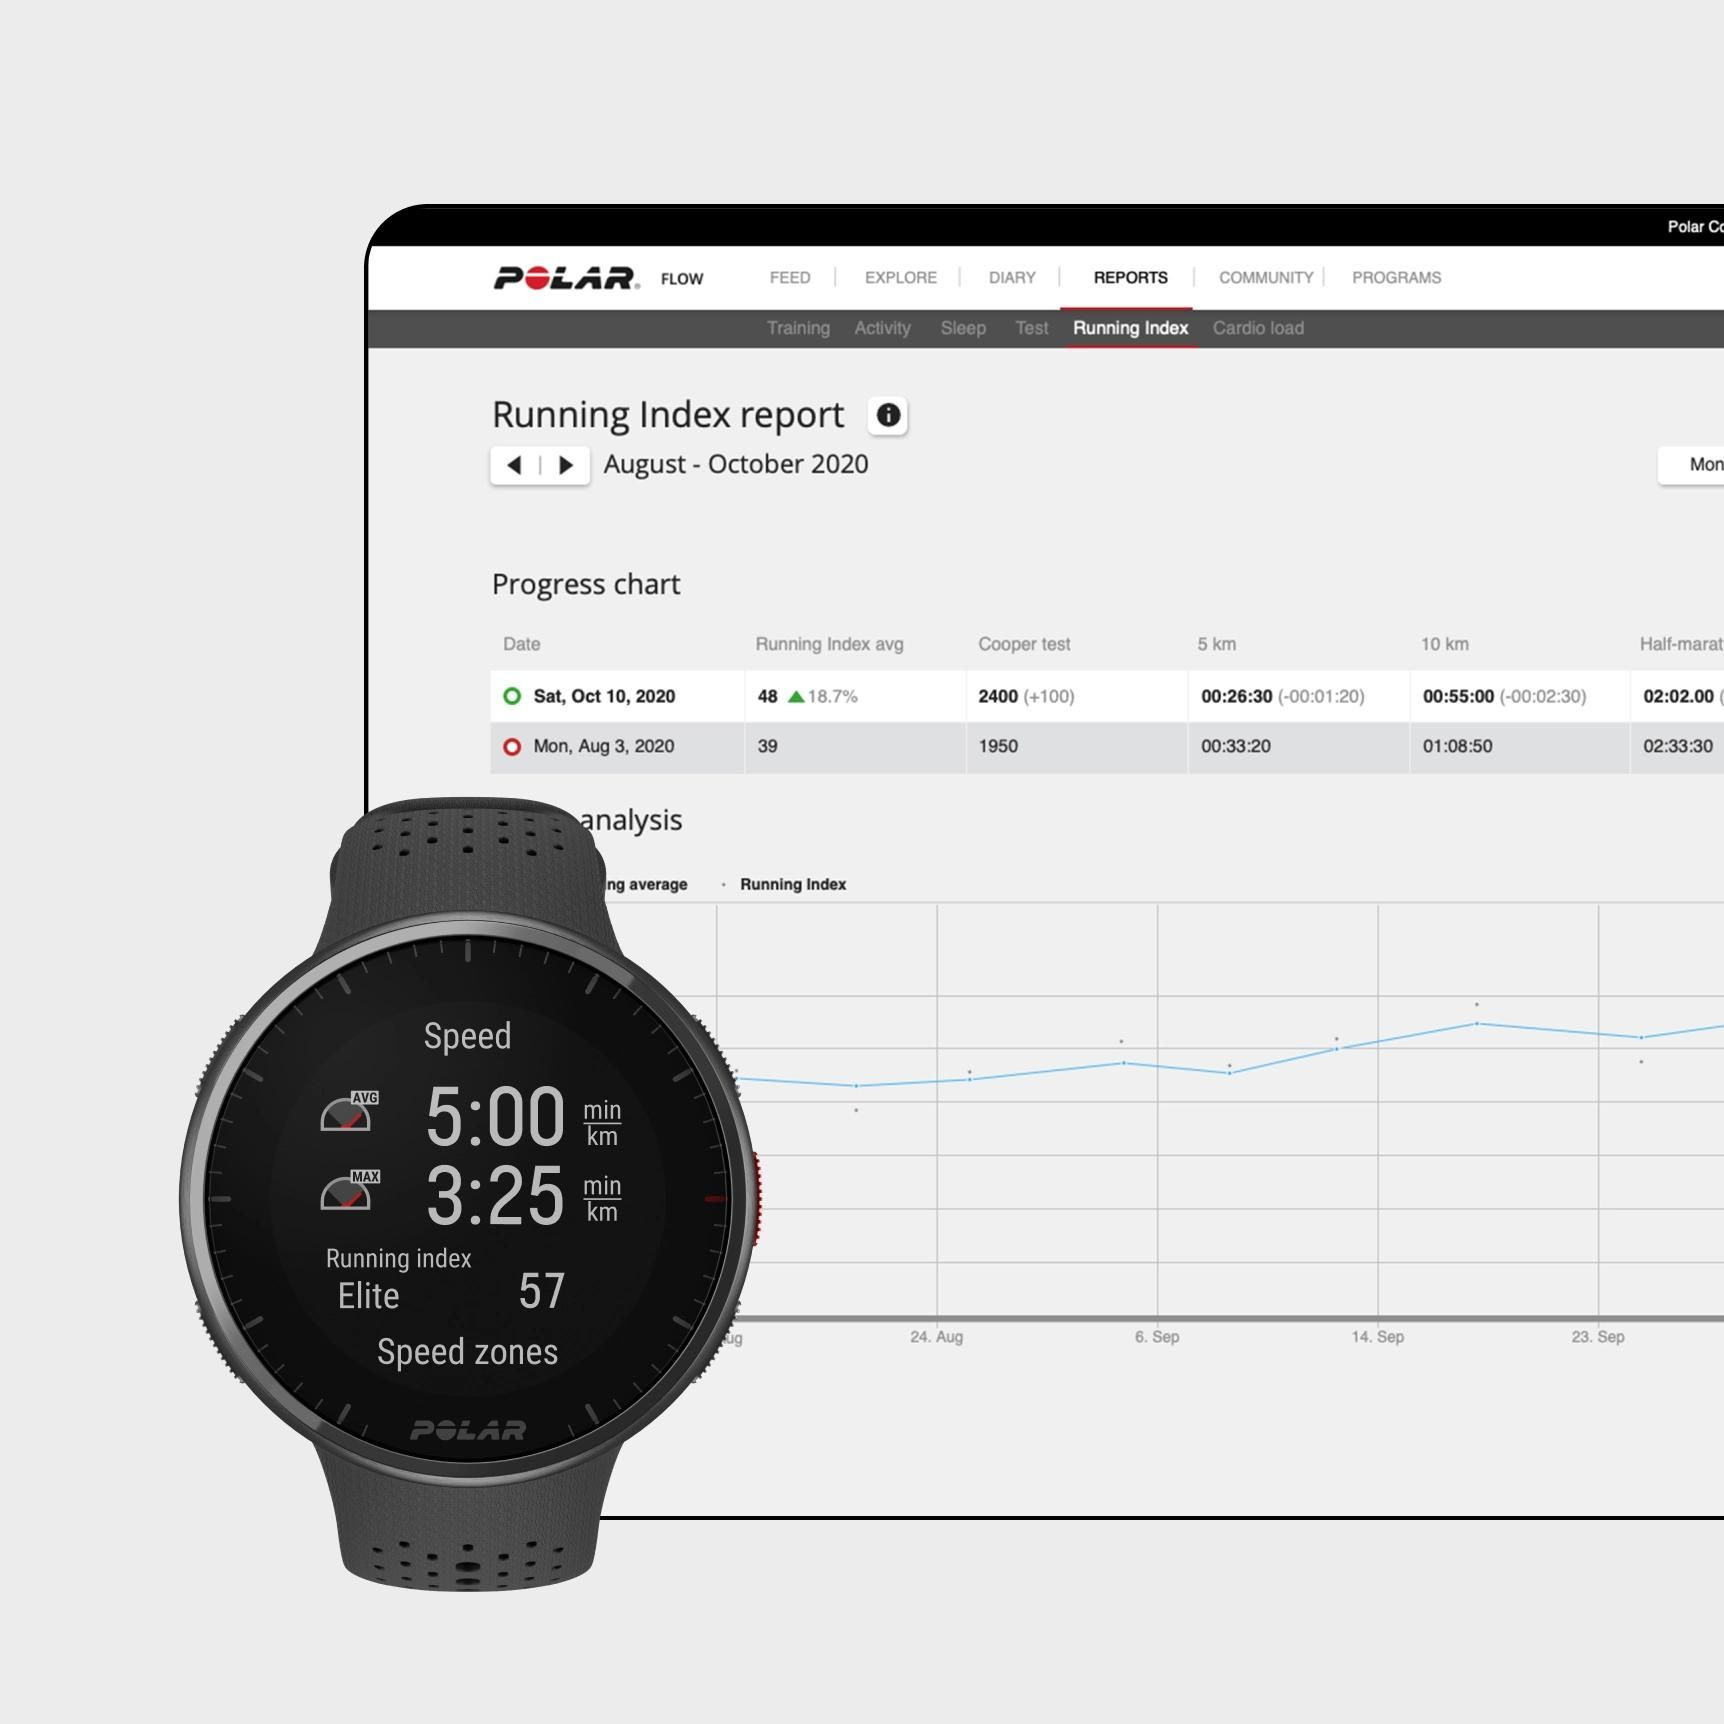 Polar Co
POLAR FLOW FEED EXPLORE DIARY REPORTS COMMUNITY PROGRAMS
Training Activity Sleep Test Running Index Cardio load
Running Index report
August - October 2020
Mon
Progress chart
Date Running Index avg Cooper test 5 km 10 km Half-marat
Sat, Oct 10, 2020 48 ▲18.7% 2400 (+100) 00:26:30 (-00:01:20) 00:55:00 (-00:02:30) 02:02.00 (
Mon, Aug 3, 2020 39 1950 00:33:20 01:08:50 02:33:30
analysis
ng average Running Index
ug 24. Aug 6. Sep 14. Sep 23. Sep
Speed
AVG 5:00 min/km
MAX 3:25 min/km
Running index
Elite 57
Speed zones
POLAR